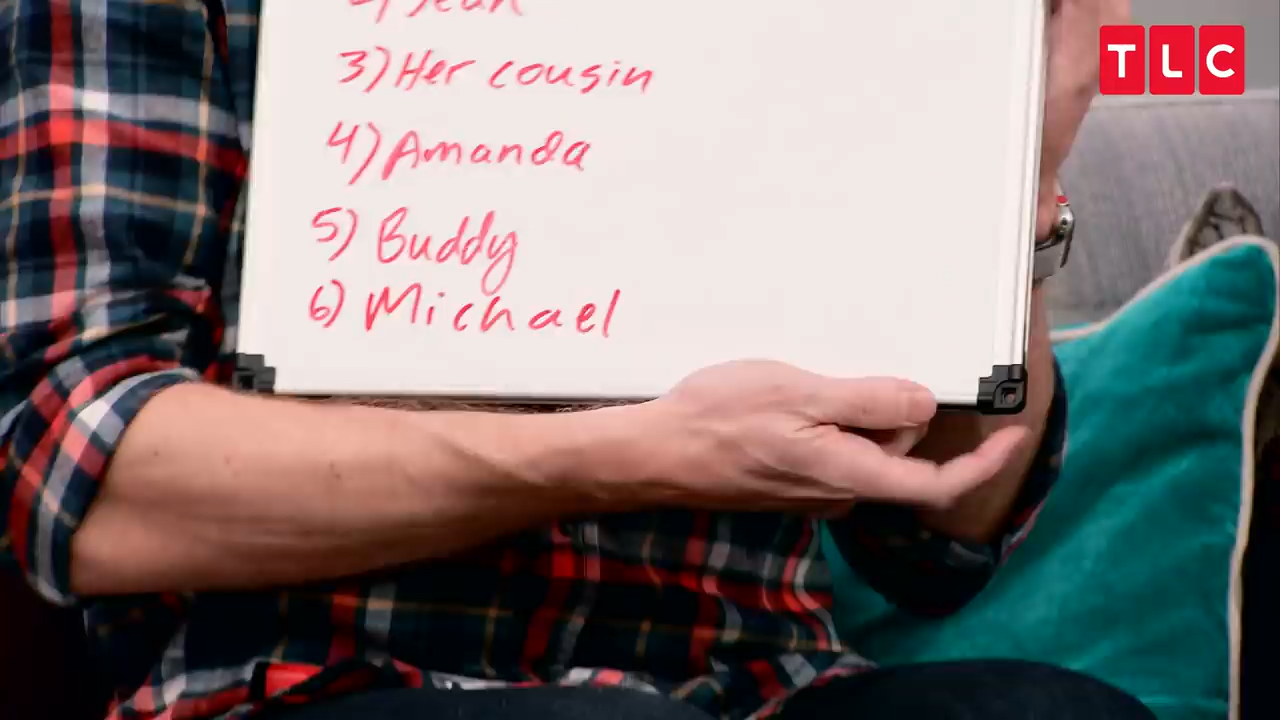 TLC
3) Her cousin
4) Amanda
5) Buddy
6) Michael